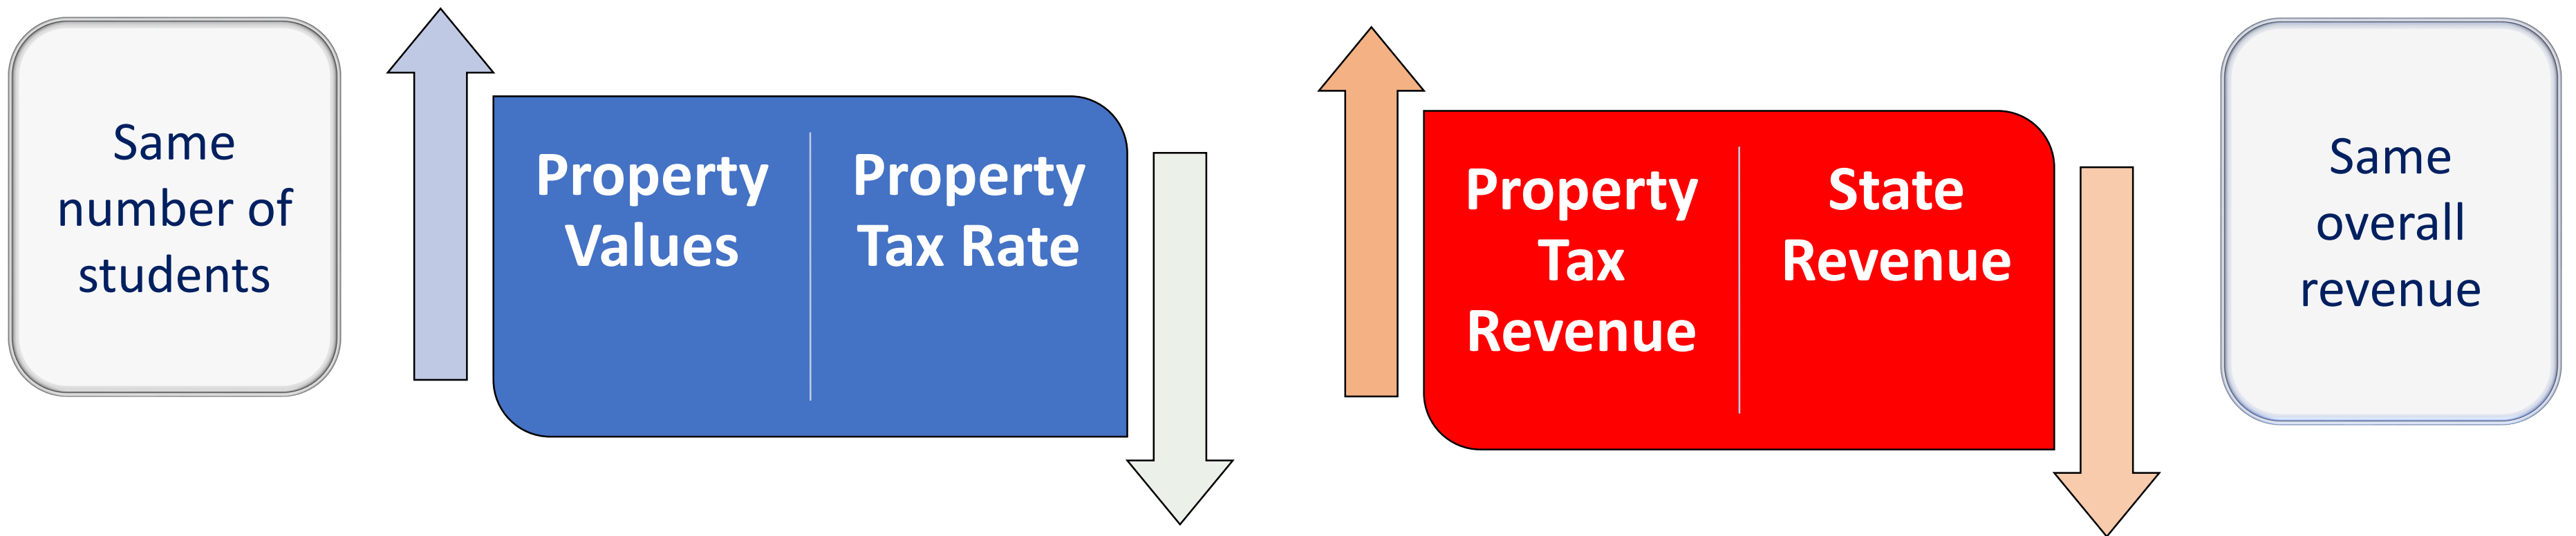 Same
number of
students
Property
Values
Property
Tax Rate
Property
Tax
Revenue
State
Revenue
Same
overall
revenue